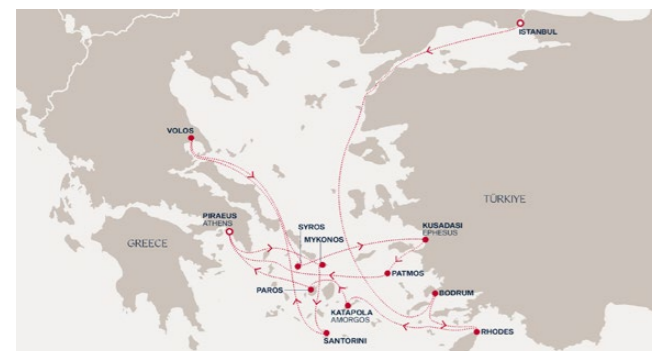 ISTANBUL
VOLOS
TÜRKIYE
PIRAEUS
ATHENS
SYROS
KUSADASI
EPHESUS
MYKONOS
GREECE
PATMOS
PAROS
BODRUM
KATAPOLA
AMORGOS
RHODES
SANTORINI